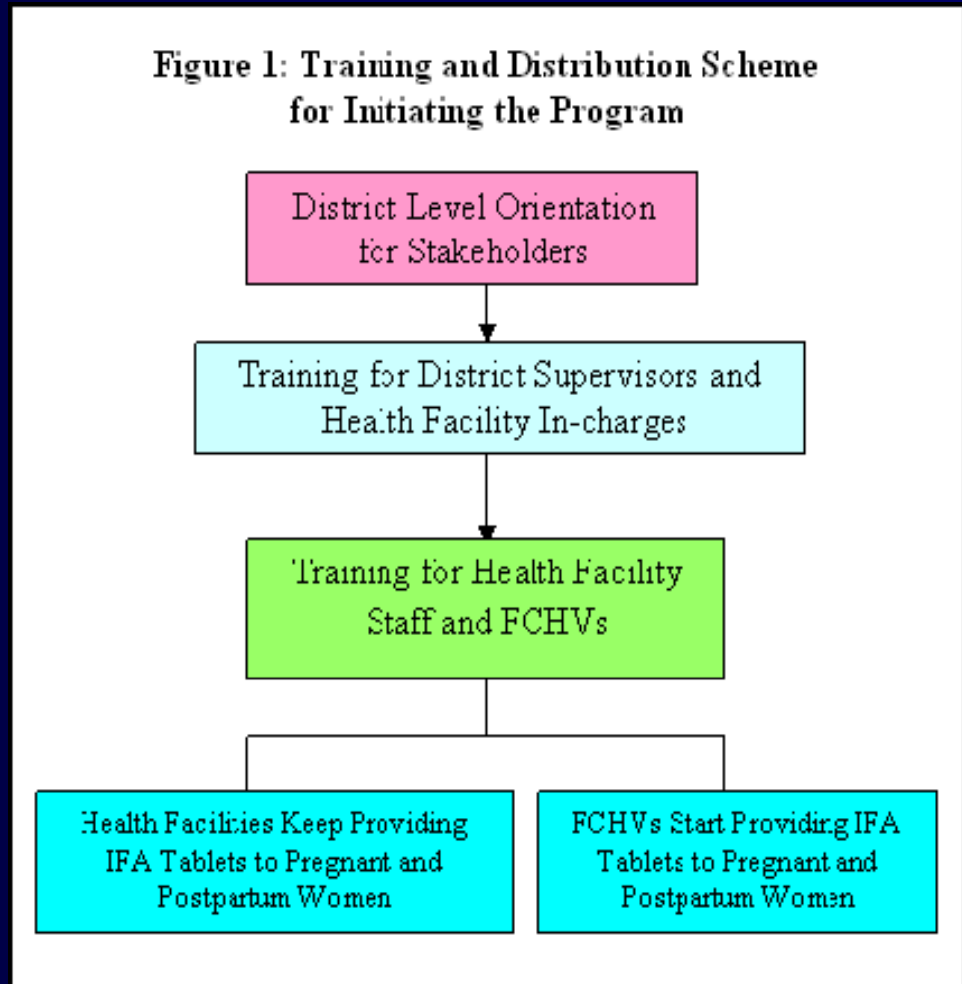 Figure 1: Training and Distribution Scheme
for Initiating the Program
District Level Orientation
for Stakeholders
Training for District Supervisors and
Health Facility In-charges
Training for Health Facility
Staff and FCHVs
Health Facilities Keep Providing
IFA Tablets to Pregnant and
Postpartum Women
FCHVs Start Providing IFA
Tablets to Pregnant and
Postpartum Women